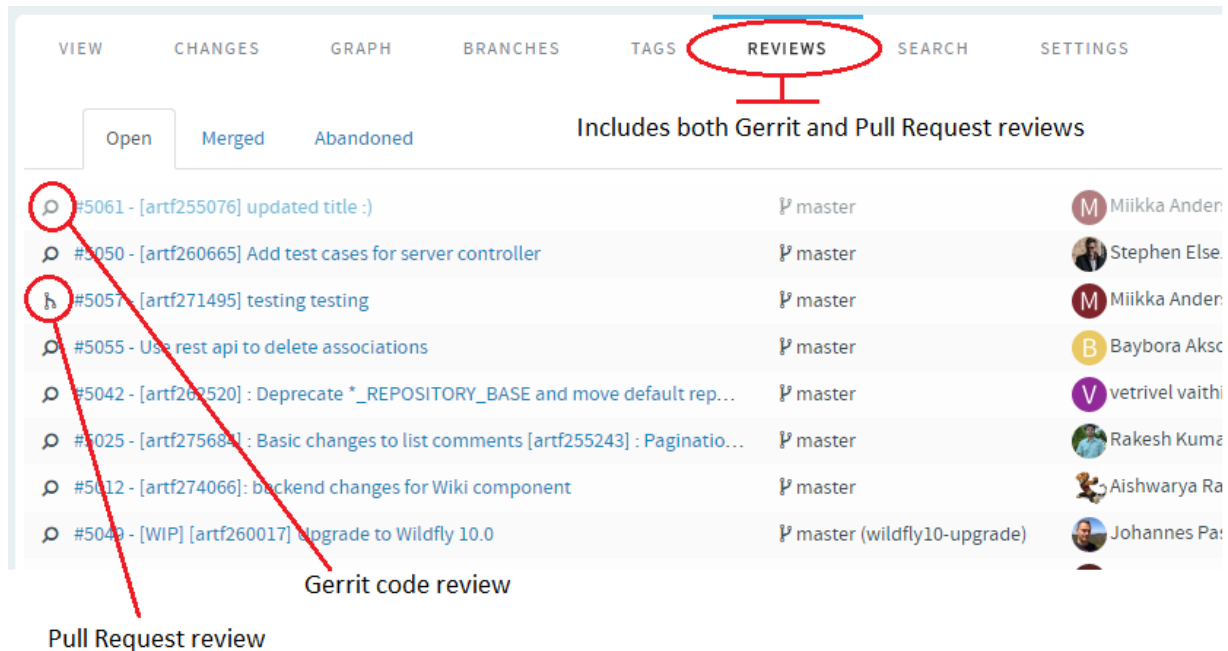 VIEW CHANGES GRAPH BRANCHES TAGS REVIEWS SEARCH SETTINGS
Includes both Gerrit and Pull Request reviews
Open Merged Abandoned
#5061 - [artf255076] updated title :) master M Miikka Anders
#5050 - [artf260665] Add test cases for server controller master Stephen Else
#5057 - [artf271495] testing testing master M Miikka Anders
#5055 - Use rest api to delete associations master B Baybora Akso
#5042 - [artf262520] : Deprecate *_REPOSITORY_BASE and move default rep... master V vetrivel vaithi
#5025 - [artf275684] : Basic changes to list comments [artf255243] : Paginatio... master Rakesh Kuma
#5012 - [artf274066]: backend changes for Wiki component master Aishwarya Ra
#5049 - [WIP] [artf260017] Upgrade to Wildfly 10.0 master (wildfly10-upgrade) Johannes Pas
Gerrit code review
Pull Request review